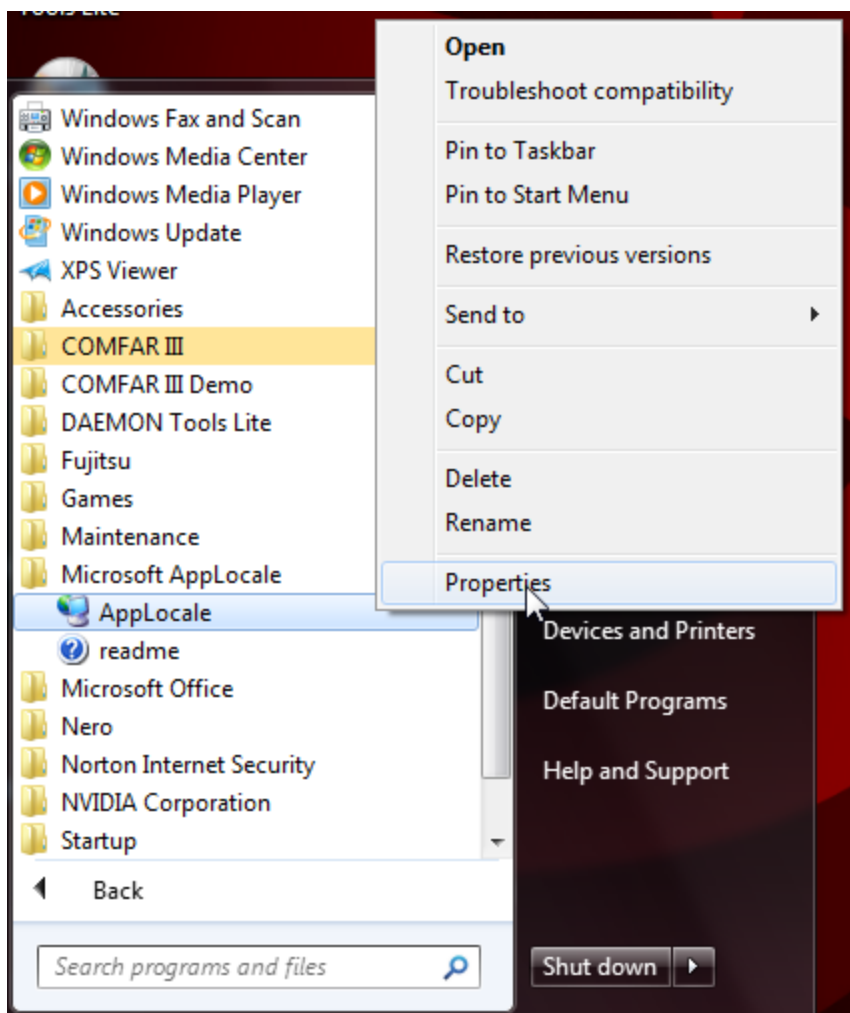 Tools Lite
Windows Fax and Scan
Windows Media Center
Windows Media Player
Windows Update
XPS Viewer
Accessories
COMFAR III
COMFAR III Demo
DAEMON Tools Lite
Fujitsu
Games
Maintenance
Microsoft AppLocale
AppLocale
readme
Microsoft Office
Nero
Norton Internet Security
NVIDIA Corporation
Startup
Back
Search programs and files
Open
Troubleshoot compatibility
Pin to Taskbar
Pin to Start Menu
Restore previous versions
Send to
Cut
Copy
Delete
Rename
Properties
Devices and Printers
Default Programs
Help and Support
Shut down